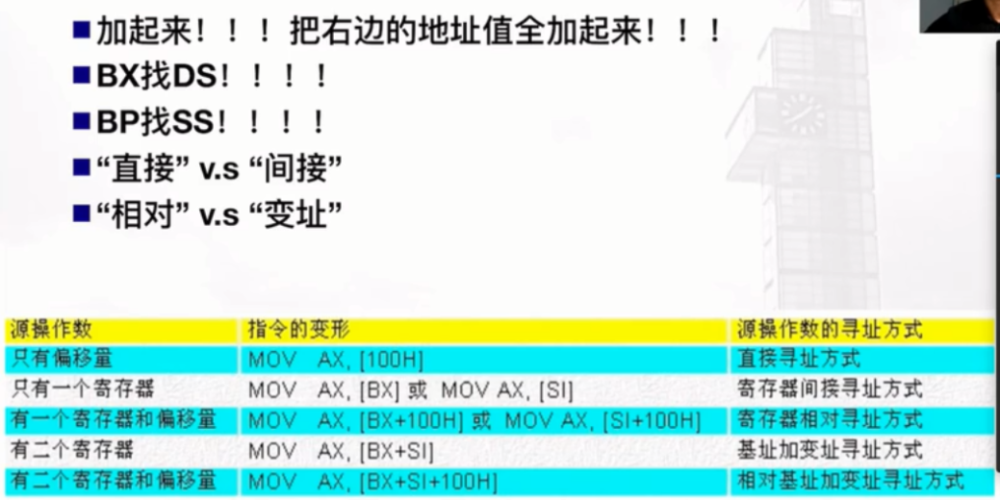 ■加起来！！！把右边的地址值全加起来！！！
■BX找DS！！！！
■BP找SS！！！！
■“直接” v.s “间接”
■“相对” v.s “变址”
源操作数 指令的变形 源操作数的寻址方式
只有偏移量 MOV AX, [100H] 直接寻址方式
只有一个寄存器 MOV AX, [BX] 或 MOV AX, [SI] 寄存器间接寻址方式
有一个寄存器和偏移量 MOV AX, [BX+100H] 或 MOV AX, [SI+100H] 寄存器相对寻址方式
有二个寄存器 MOV AX, [BX+SI] 基址加变址寻址方式
有二个寄存器和偏移量 MOV AX, [BX+SI+100H] 相对基址加变址寻址方式